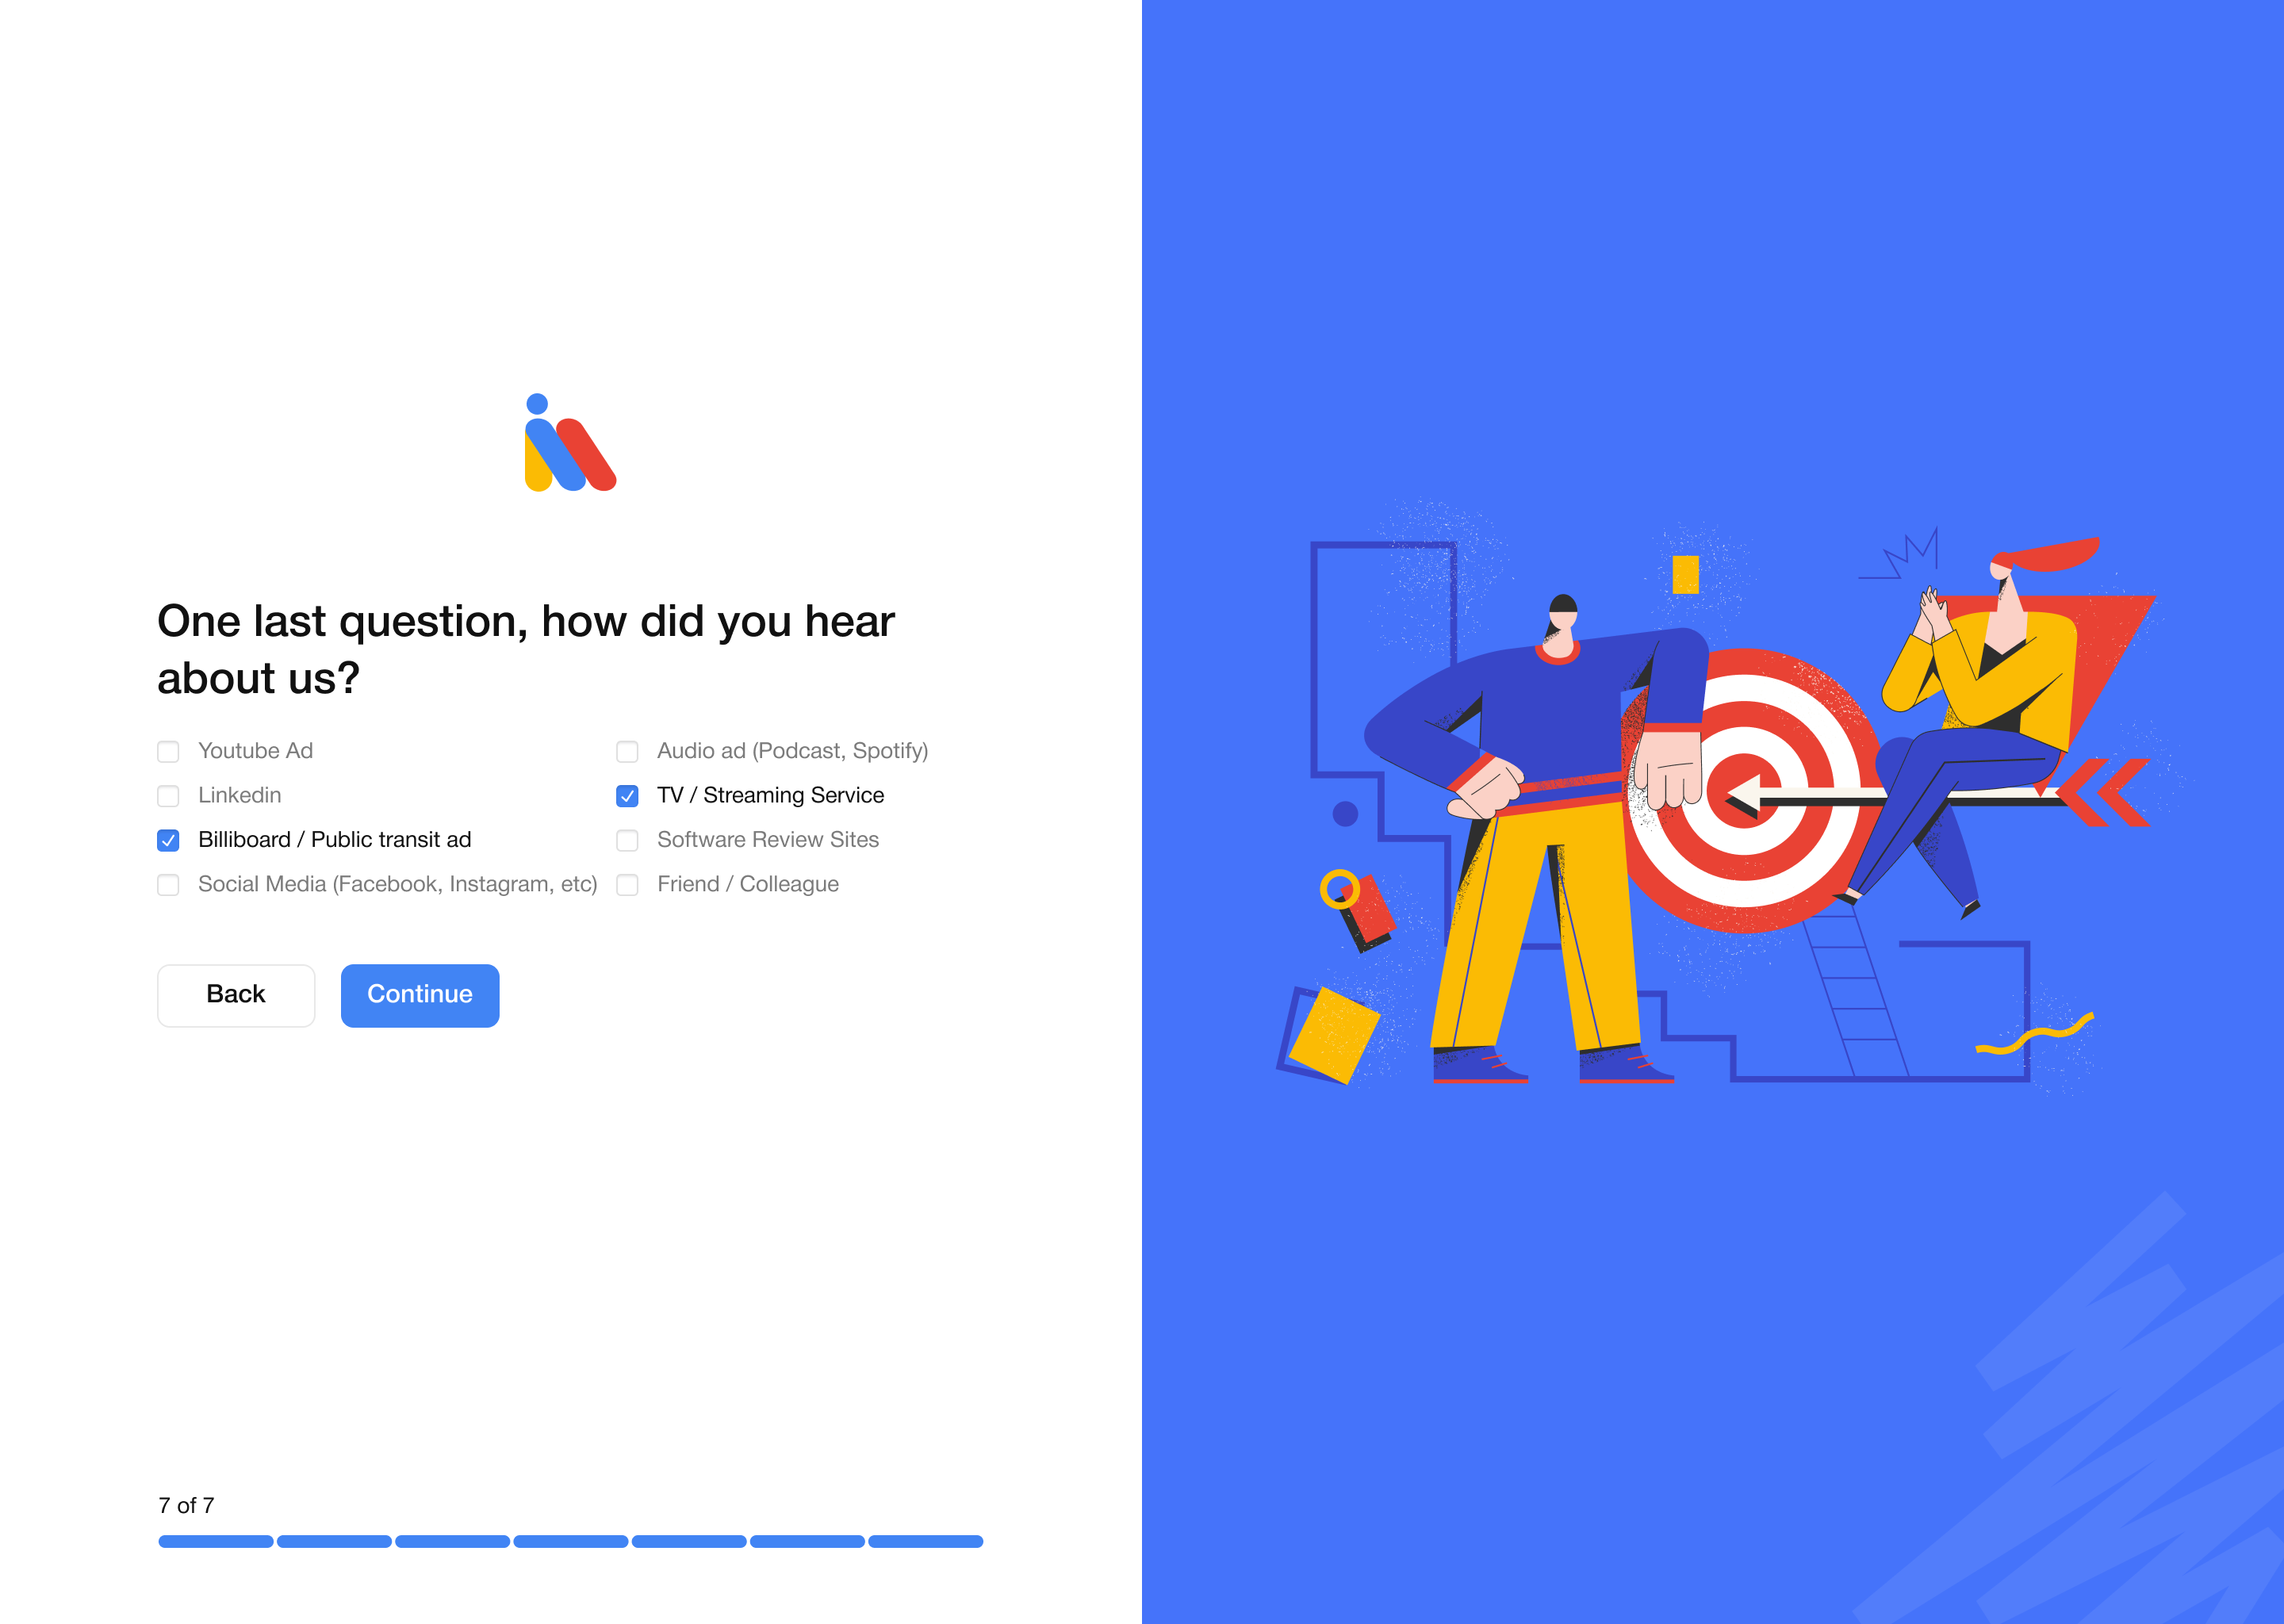 One last question, how did you hear
about us?
Youtube Ad
Audio ad (Podcast, Spotify)
Linkedin
TV / Streaming Service
Billiboard / Public transit ad
Software Review Sites
Social Media (Facebook, Instagram, etc)
Friend / Colleague
Back
Continue
7 of 7